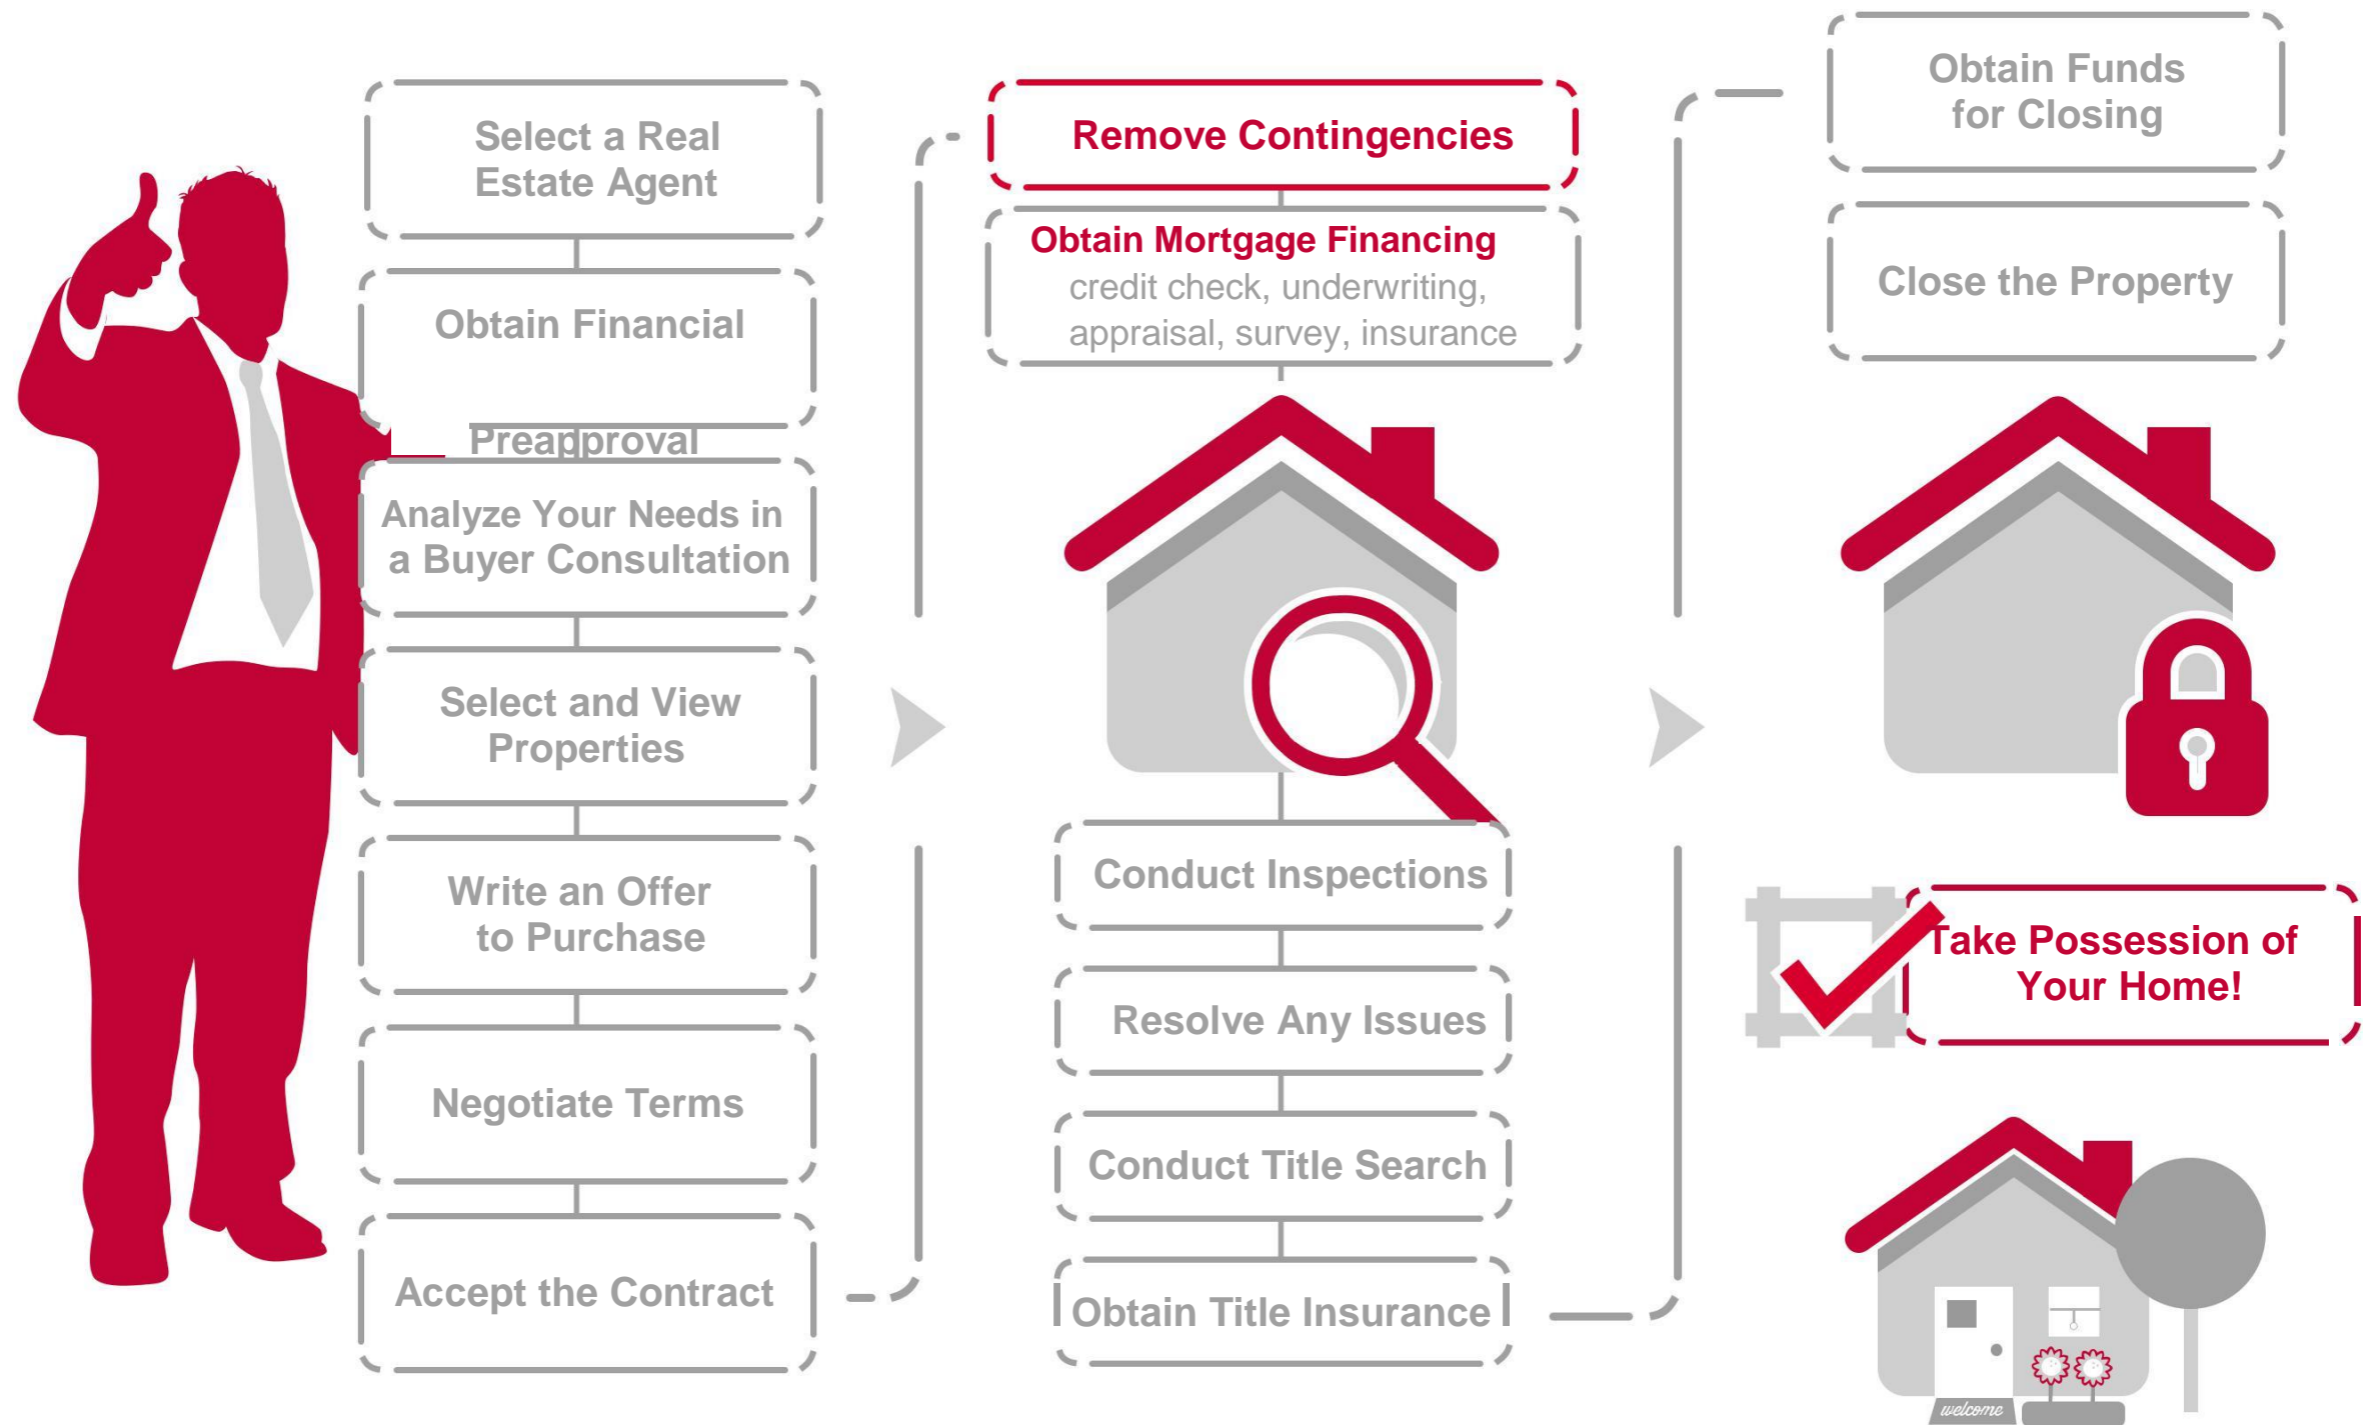 Select a Real
Estate Agent
Obtain Financial
Preapproval
Analyze Your Needs in
a Buyer Consultation
Select and View
Properties
Write an Offer
to Purchase
Negotiate Terms
Accept the Contract
Remove Contingencies
Obtain Mortgage Financing
credit check, underwriting,
appraisal, survey, insurance
Conduct Inspections
Resolve Any Issues
Conduct Title Search
Obtain Title Insurance
Obtain Funds
for Closing
Close the Property
Take Possession of
Your Home!
welcome